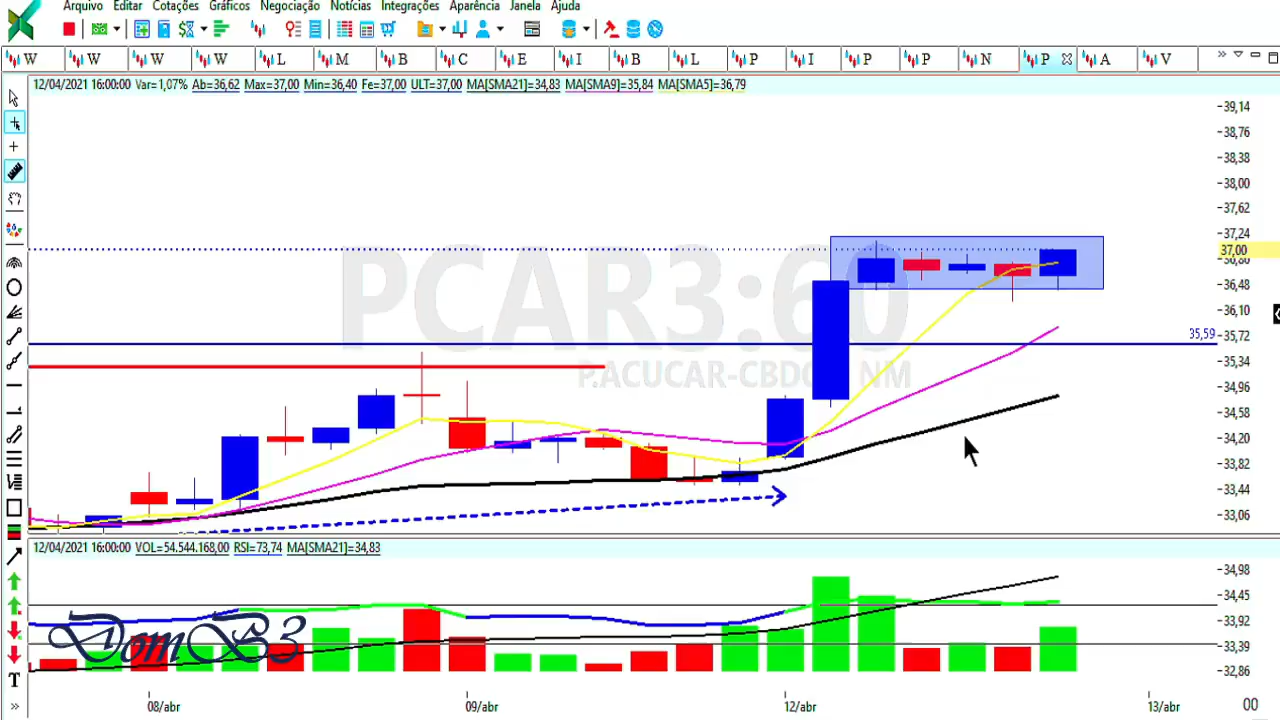 Arquivo Editar Cotações Gráficos Negociação Notícias Integrações Aparência Janela Ajuda
W W W W L M B C E I B L P I P P N P A V
12/04/2021 16:00:00 Var=1,07% Ab=36,62 Max=37,00 Min=36,40 Fe=37,00 ULT=37,00 MA[SMA21]=34,83 MA[SMA9]=35,84 MA[SMA5]=36,79
39,14
38,76
38,38
38,00
37,62
37,24
37,00
36,86
36,48
36,10
35,72
35,59
35,34
34,96
34,58
34,20
33,82
33,44
33,06
PCAR3:60
P.ACUCAR-CBD NM
12/04/2021 16:00:00 VOL=54.544.168,00 RSI=73,74 MA[SMA21]=34,83
34,98
34,45
33,92
33,39
32,86
DomB3
T
08/abr 09/abr 12/abr 13/abr 00